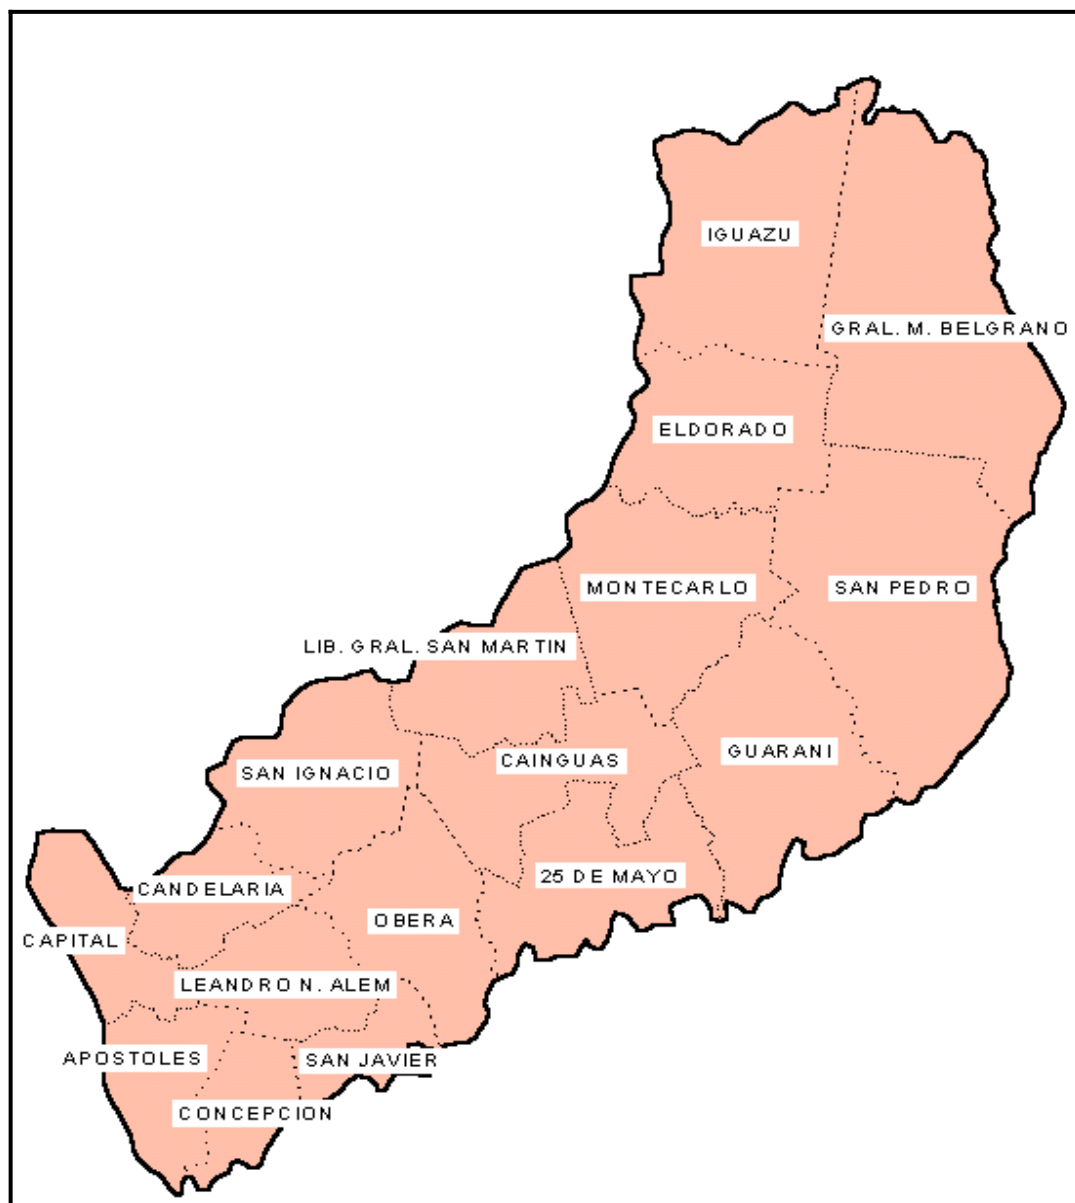 IGUAZU
GRAL. M. BELGRANO
ELDORADO
MONTECARLO
SAN PEDRO
LIB. GRAL. SAN MARTIN
GUARANI
CAINGUAS
SAN IGNACIO
25 DE MAYO
CANDELARIA
OBERA
CAPITAL
LEANDRO N. ALEM
APOSTOLES
SAN JAVIER
CONCEPCION